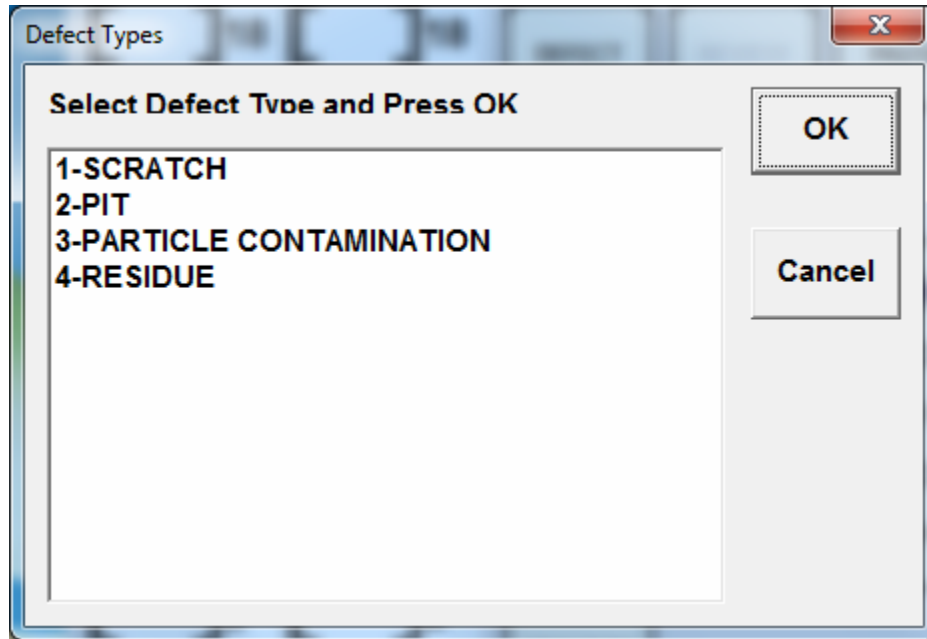 Defect Types
Select Defect Type and Press OK
OK
1-SCRATCH
2-PIT
3-PARTICLE CONTAMINATION
4-RESIDUE
Cancel